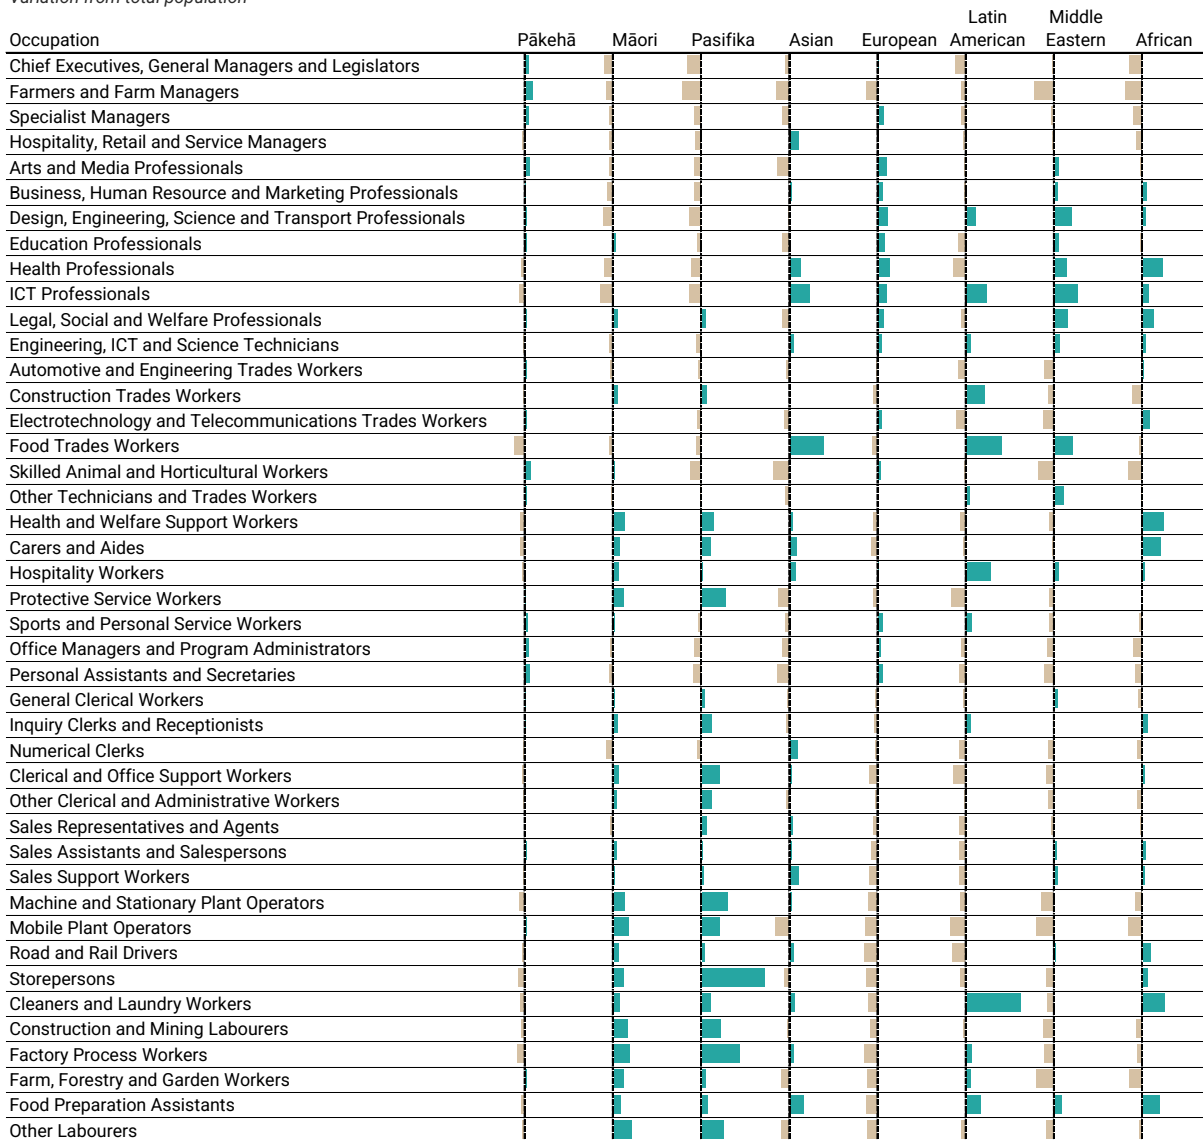 Variation from total population
Latin Middle
Occupation Pākehā Māori Pasifika Asian European American Eastern African
Chief Executives, General Managers and Legislators
Farmers and Farm Managers
Specialist Managers
Hospitality, Retail and Service Managers
Arts and Media Professionals
Business, Human Resource and Marketing Professionals
Design, Engineering, Science and Transport Professionals
Education Professionals
Health Professionals
ICT Professionals
Legal, Social and Welfare Professionals
Engineering, ICT and Science Technicians
Automotive and Engineering Trades Workers
Construction Trades Workers
Electrotechnology and Telecommunications Trades Workers
Food Trades Workers
Skilled Animal and Horticultural Workers
Other Technicians and Trades Workers
Health and Welfare Support Workers
Carers and Aides
Hospitality Workers
Protective Service Workers
Sports and Personal Service Workers
Office Managers and Program Administrators
Personal Assistants and Secretaries
General Clerical Workers
Inquiry Clerks and Receptionists
Numerical Clerks
Clerical and Office Support Workers
Other Clerical and Administrative Workers
Sales Representatives and Agents
Sales Assistants and Salespersons
Sales Support Workers
Machine and Stationary Plant Operators
Mobile Plant Operators
Road and Rail Drivers
Storepersons
Cleaners and Laundry Workers
Construction and Mining Labourers
Factory Process Workers
Farm, Forestry and Garden Workers
Food Preparation Assistants
Other Labourers